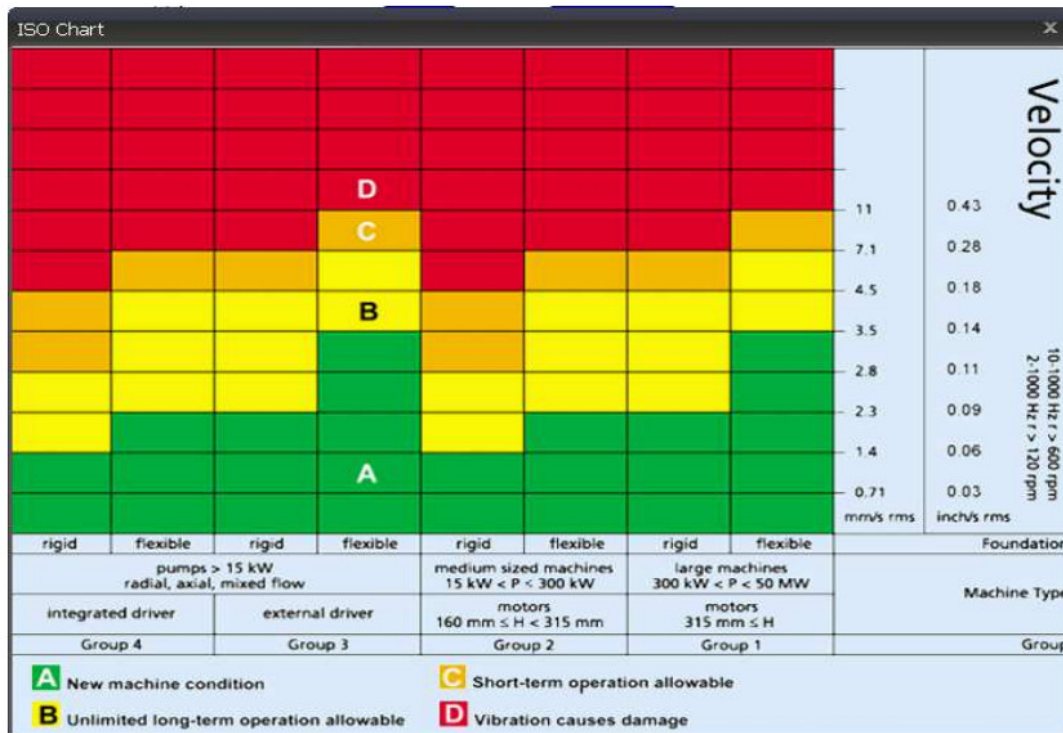 ISO Chart x
D
C
B
A
11 0.43
7.1 0.28
4.5 0.18
3.5 0.14
2.8 0.11
2.3 0.09
1.4 0.06
0.71 0.03
mm/s rms inch/s rms
Velocity
10-1000 Hz r > 600 rpm
2-1000 Hz r > 120 rpm
rigid flexible rigid flexible rigid flexible rigid flexible Foundation
pumps > 15 kW medium sized machines large machines
radial, axial, mixed flow 15 kW < P ≤ 300 kW 300 kW < P < 50 MW
Machine Type
integrated driver external driver motors motors
160 mm ≤ H < 315 mm 315 mm ≤ H
Group 4 Group 3 Group 2 Group 1 Group
A New machine condition C Short-term operation allowable
B Unlimited long-term operation allowable D Vibration causes damage